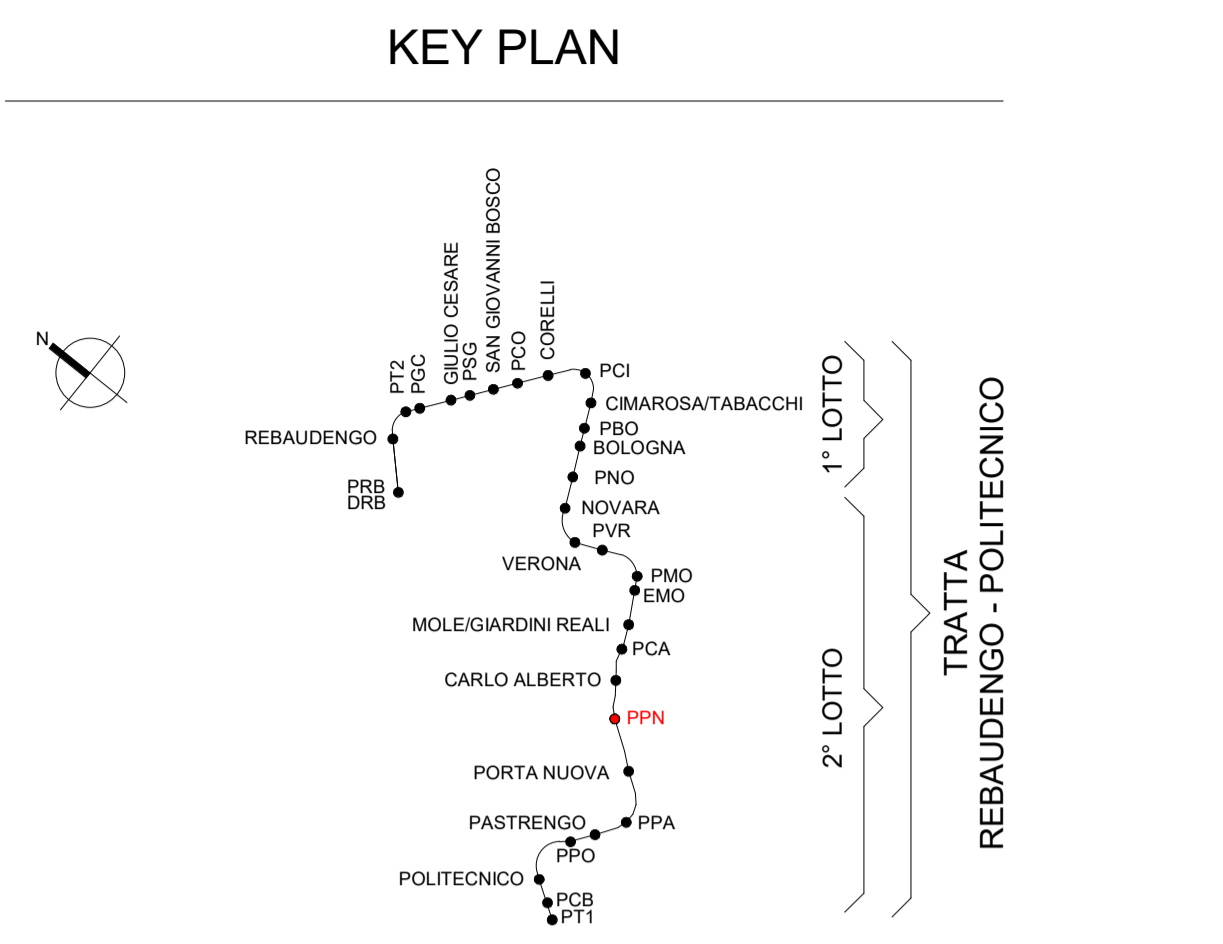 KEY PLAN
N
PT2
PGC
GIULIO CESARE
PSG
SAN GIOVANNI BOSCO
PCO
CORELLI
PCI
CIMAROSA/TABACCHI
REBAUDENGO
PBO
BOLOGNA
PRB
DRB
PNO
NOVARA
PVR
VERONA
PMO
EMO
MOLE/GIARDINI REALI
PCA
CARLO ALBERTO
PPN
PORTA NUOVA
PASTRENGO
PPA
PPO
POLITECNICO
PCB
PT1
1° LOTTO
2° LOTTO
TRATTA
REBAUDENGO - POLITECNICO